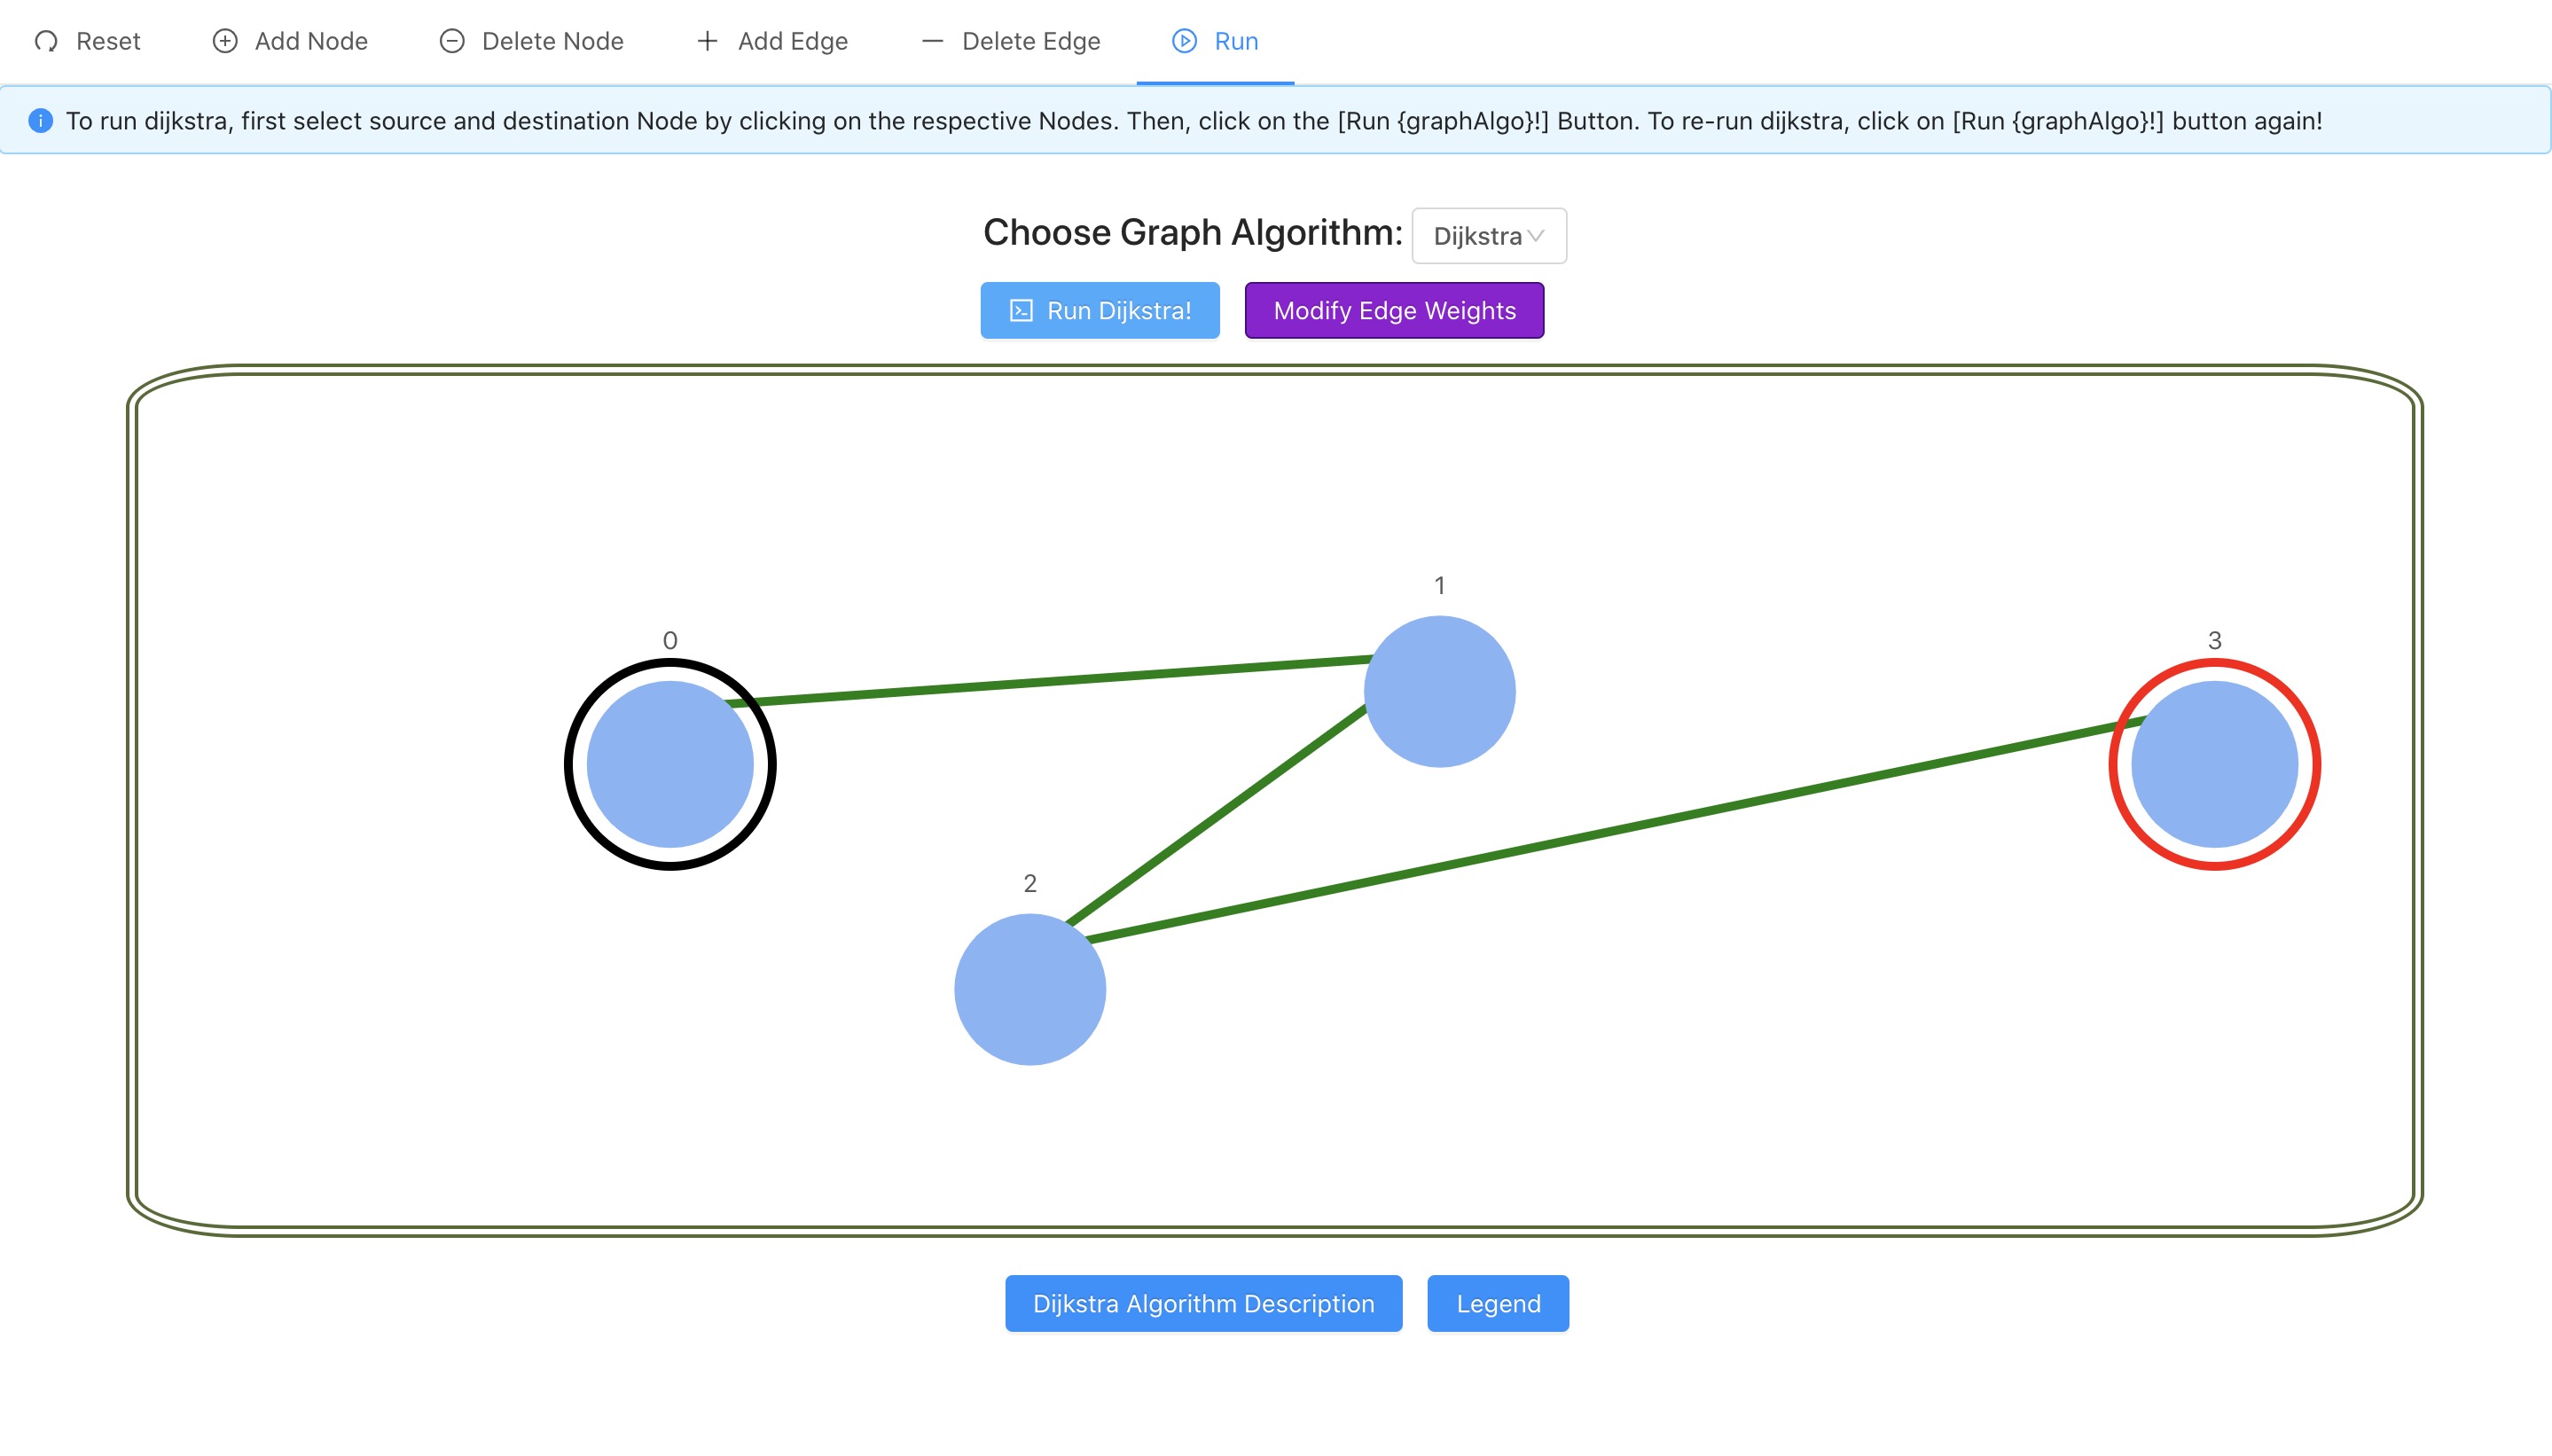 Reset Add Node Delete Node Add Edge Delete Edge Run
To run dijkstra, first select source and destination Node by clicking on the respective Nodes. Then, click on the [Run {graphAlgo}!] Button. To re-run dijkstra, click on [Run {graphAlgo}!] button again!
Choose Graph Algorithm: Dijkstra
Run Dijkstra! Modify Edge Weights
1
0
3
2
Dijkstra Algorithm Description Legend